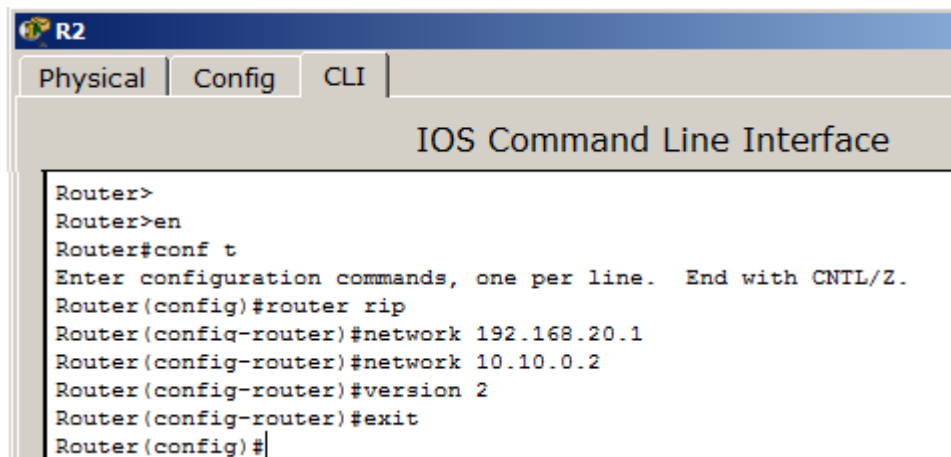 R2
Physical Config CLI
IOS Command Line Interface
Router>
Router>en
Router#conf t
Enter configuration commands, one per line.  End with CNTL/Z.
Router(config)#router rip
Router(config-router)#network 192.168.20.1
Router(config-router)#network 10.10.0.2
Router(config-router)#version 2
Router(config-router)#exit
Router(config)#